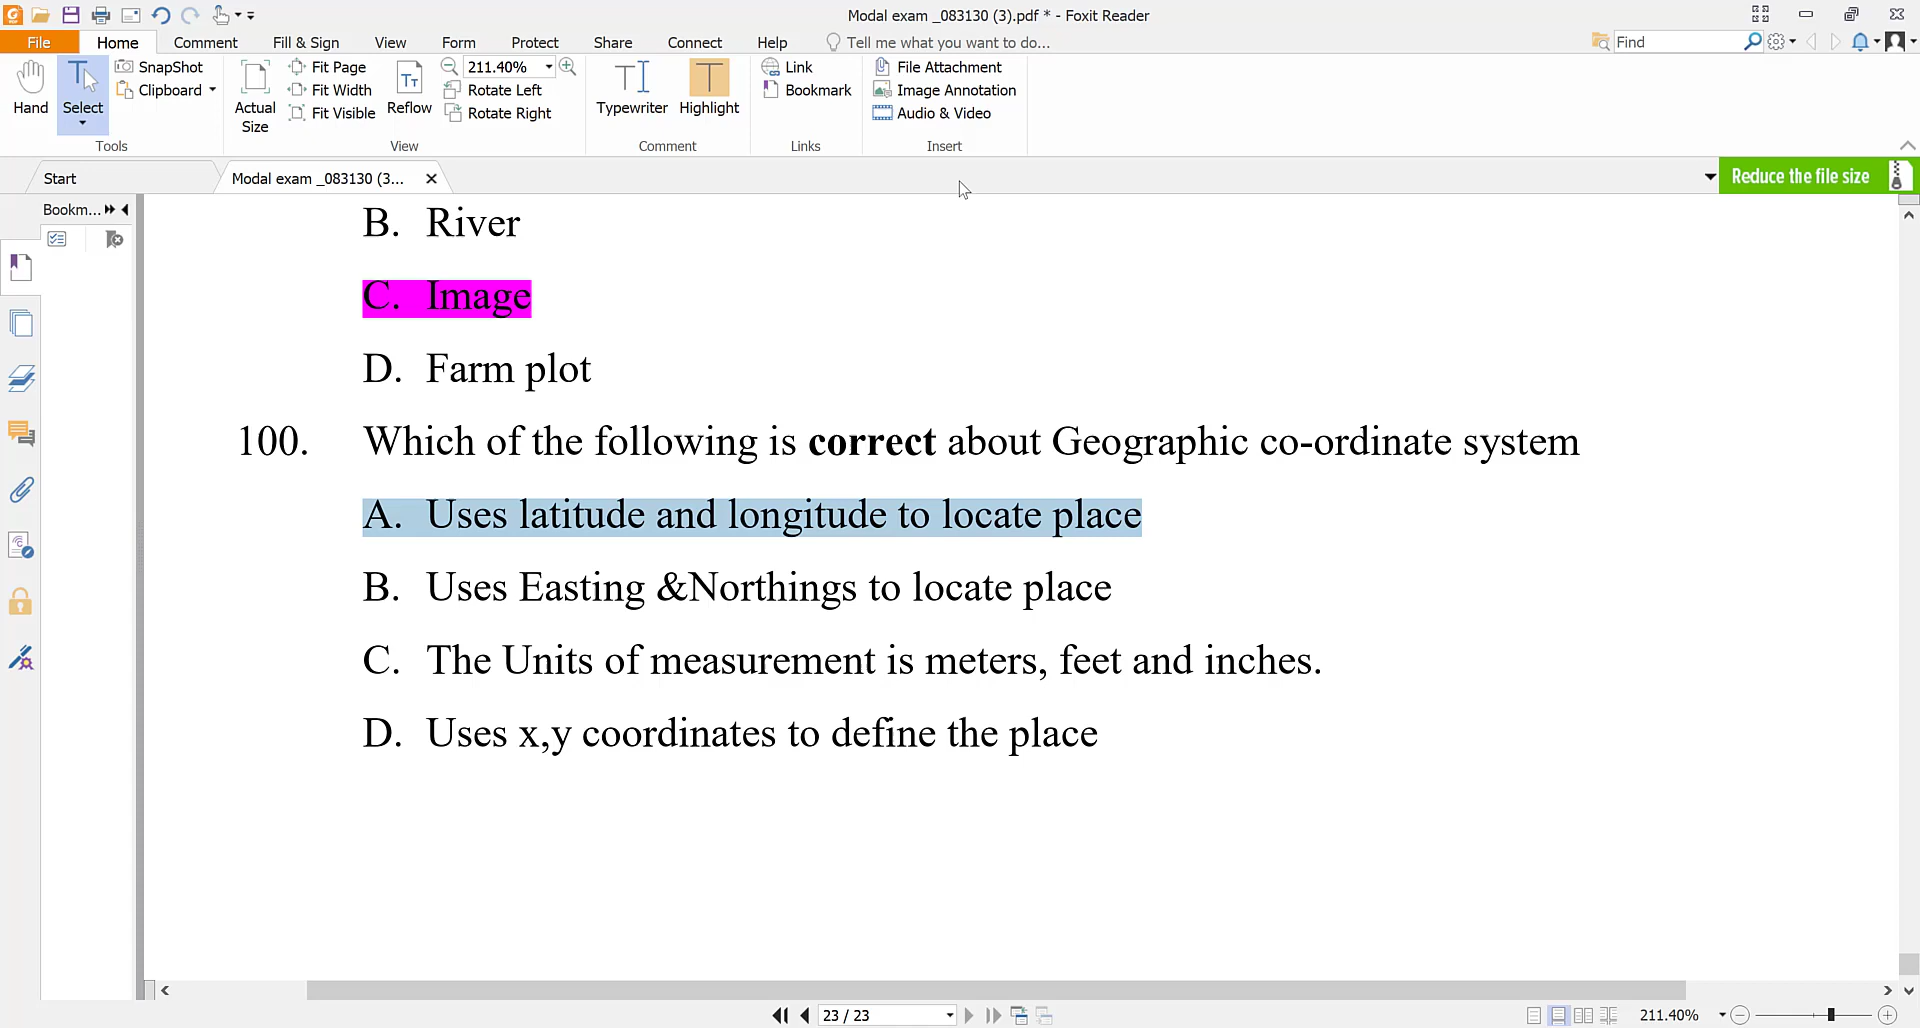 Modal exam _083130 (3).pdf * - Foxit Reader
File Home Comment Fill & Sign View Form Protect Share Connect Help Tell me what you want to do... Find
Hand Select SnapShot Clipboard
Tools
Actual Size Fit Page Fit Width Fit Visible Reflow 211.40% Rotate Left Rotate Right
View
Typewriter Highlight
Comment
Link Bookmark
Links
File Attachment Image Annotation Audio & Video
Insert
Start Modal exam _083130 (3... Reduce the file size
Bookm...
B. River
C. Image
D. Farm plot
100. Which of the following is correct about Geographic co-ordinate system
A. Uses latitude and longitude to locate place
B. Uses Easting &Northings to locate place
C. The Units of measurement is meters, feet and inches.
D. Uses x,y coordinates to define the place
23 / 23 211.40%